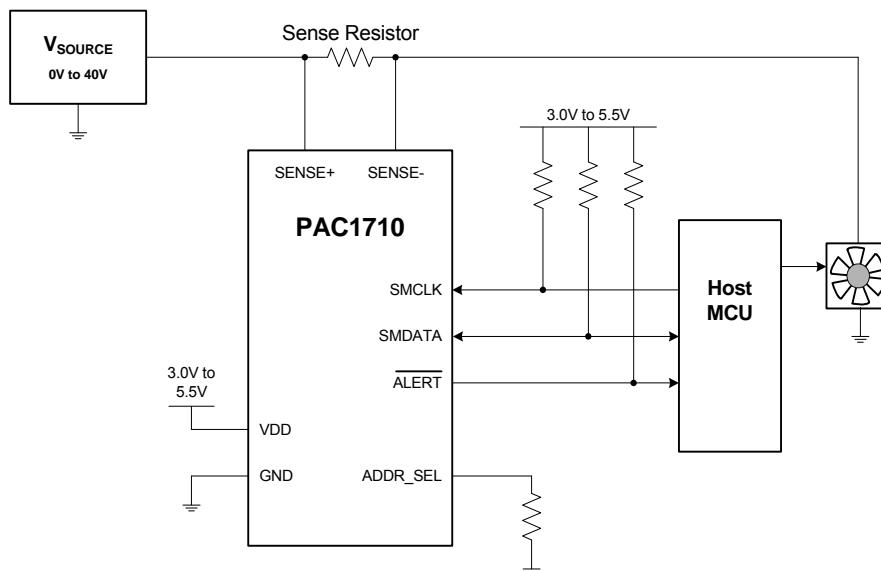 VSOURCE
0V to 40V
Sense Resistor
3.0V to 5.5V
SENSE+ SENSE-
PAC1710
SMCLK
SMDATA
ALERT
Host
MCU
3.0V to
5.5V
VDD
GND
ADDR_SEL